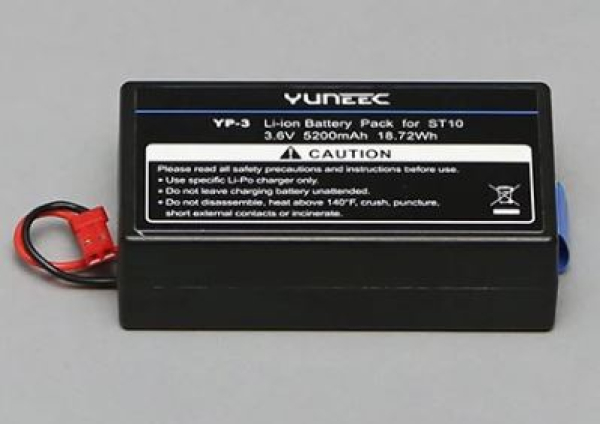 YUNEEC
YP-3 Li-ion Battery Pack for ST10
3.6V 5200mAh 18.72Wh
CAUTION
Please read all safety precautions and instructions before use.
• Use specific Li-Po charger only.
• Do not leave charging battery unattended.
• Do not disassemble, heat above 140°F, crush, puncture,
short external contacts or incinerate.